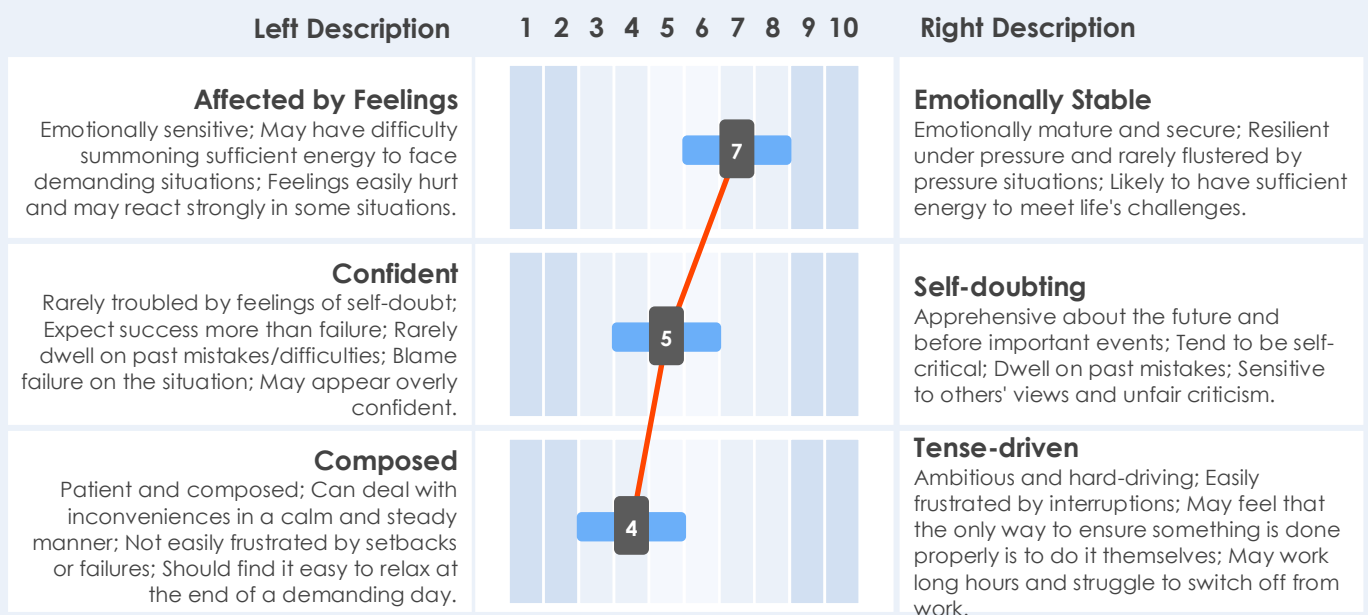 Left Description 1 2 3 4 5 6 7 8 9 10 Right Description
Affected by Feelings
Emotionally sensitive; May have difficulty
summoning sufficient energy to face
demanding situations; Feelings easily hurt
and may react strongly in some situations.
7
Emotionally Stable
Emotionally mature and secure; Resilient
under pressure and rarely flustered by
pressure situations; Likely to have sufficient
energy to meet life's challenges.
Confident
Rarely troubled by feelings of self-doubt;
Expect success more than failure; Rarely
dwell on past mistakes/difficulties; Blame
failure on the situation; May appear overly
confident.
5
Self-doubting
Apprehensive about the future and
before important events; Tend to be self-
critical; Dwell on past mistakes; Sensitive
to others' views and unfair criticism.
Composed
Patient and composed; Can deal with
inconveniences in a calm and steady
manner; Not easily frustrated by setbacks
or failures; Should find it easy to relax at
the end of a demanding day.
4
Tense-driven
Ambitious and hard-driving; Easily
frustrated by interruptions; May feel that
the only way to ensure something is done
properly is to do it themselves; May work
long hours and struggle to switch off from
work.